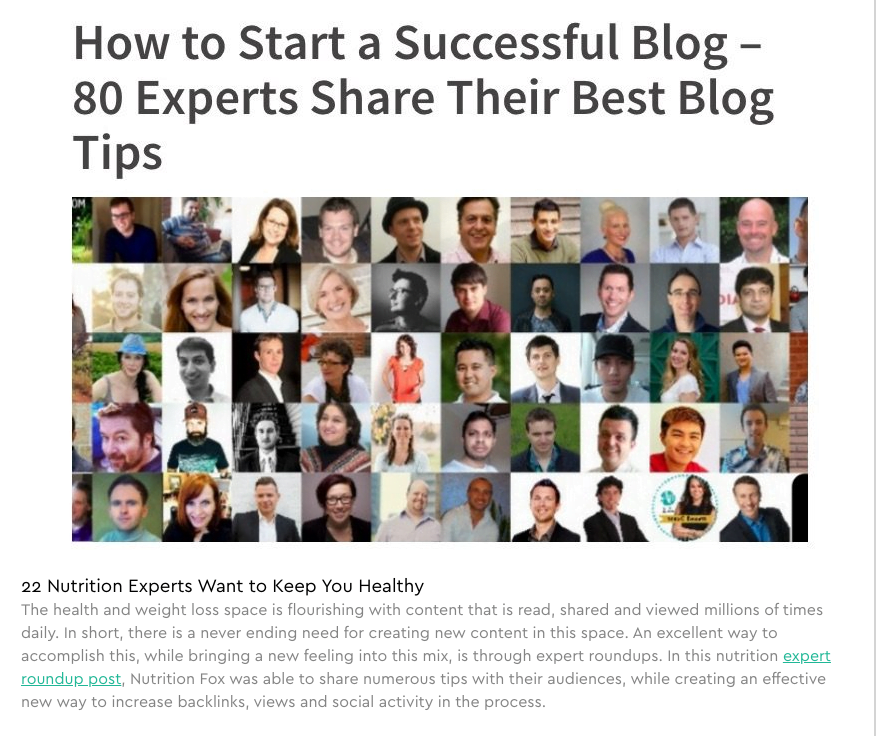 How to Start a Successful Blog –
80 Experts Share Their Best Blog
Tips
OM
DIA
22 Nutrition Experts Want to Keep You Healthy
The health and weight loss space is flourishing with content that is read, shared and viewed millions of times
daily. In short, there is a never ending need for creating new content in this space. An excellent way to
accomplish this, while bringing a new feeling into this mix, is through expert roundups. In this nutrition expert
roundup post, Nutrition Fox was able to share numerous tips with their audiences, while creating an effective
new way to increase backlinks, views and social activity in the process.